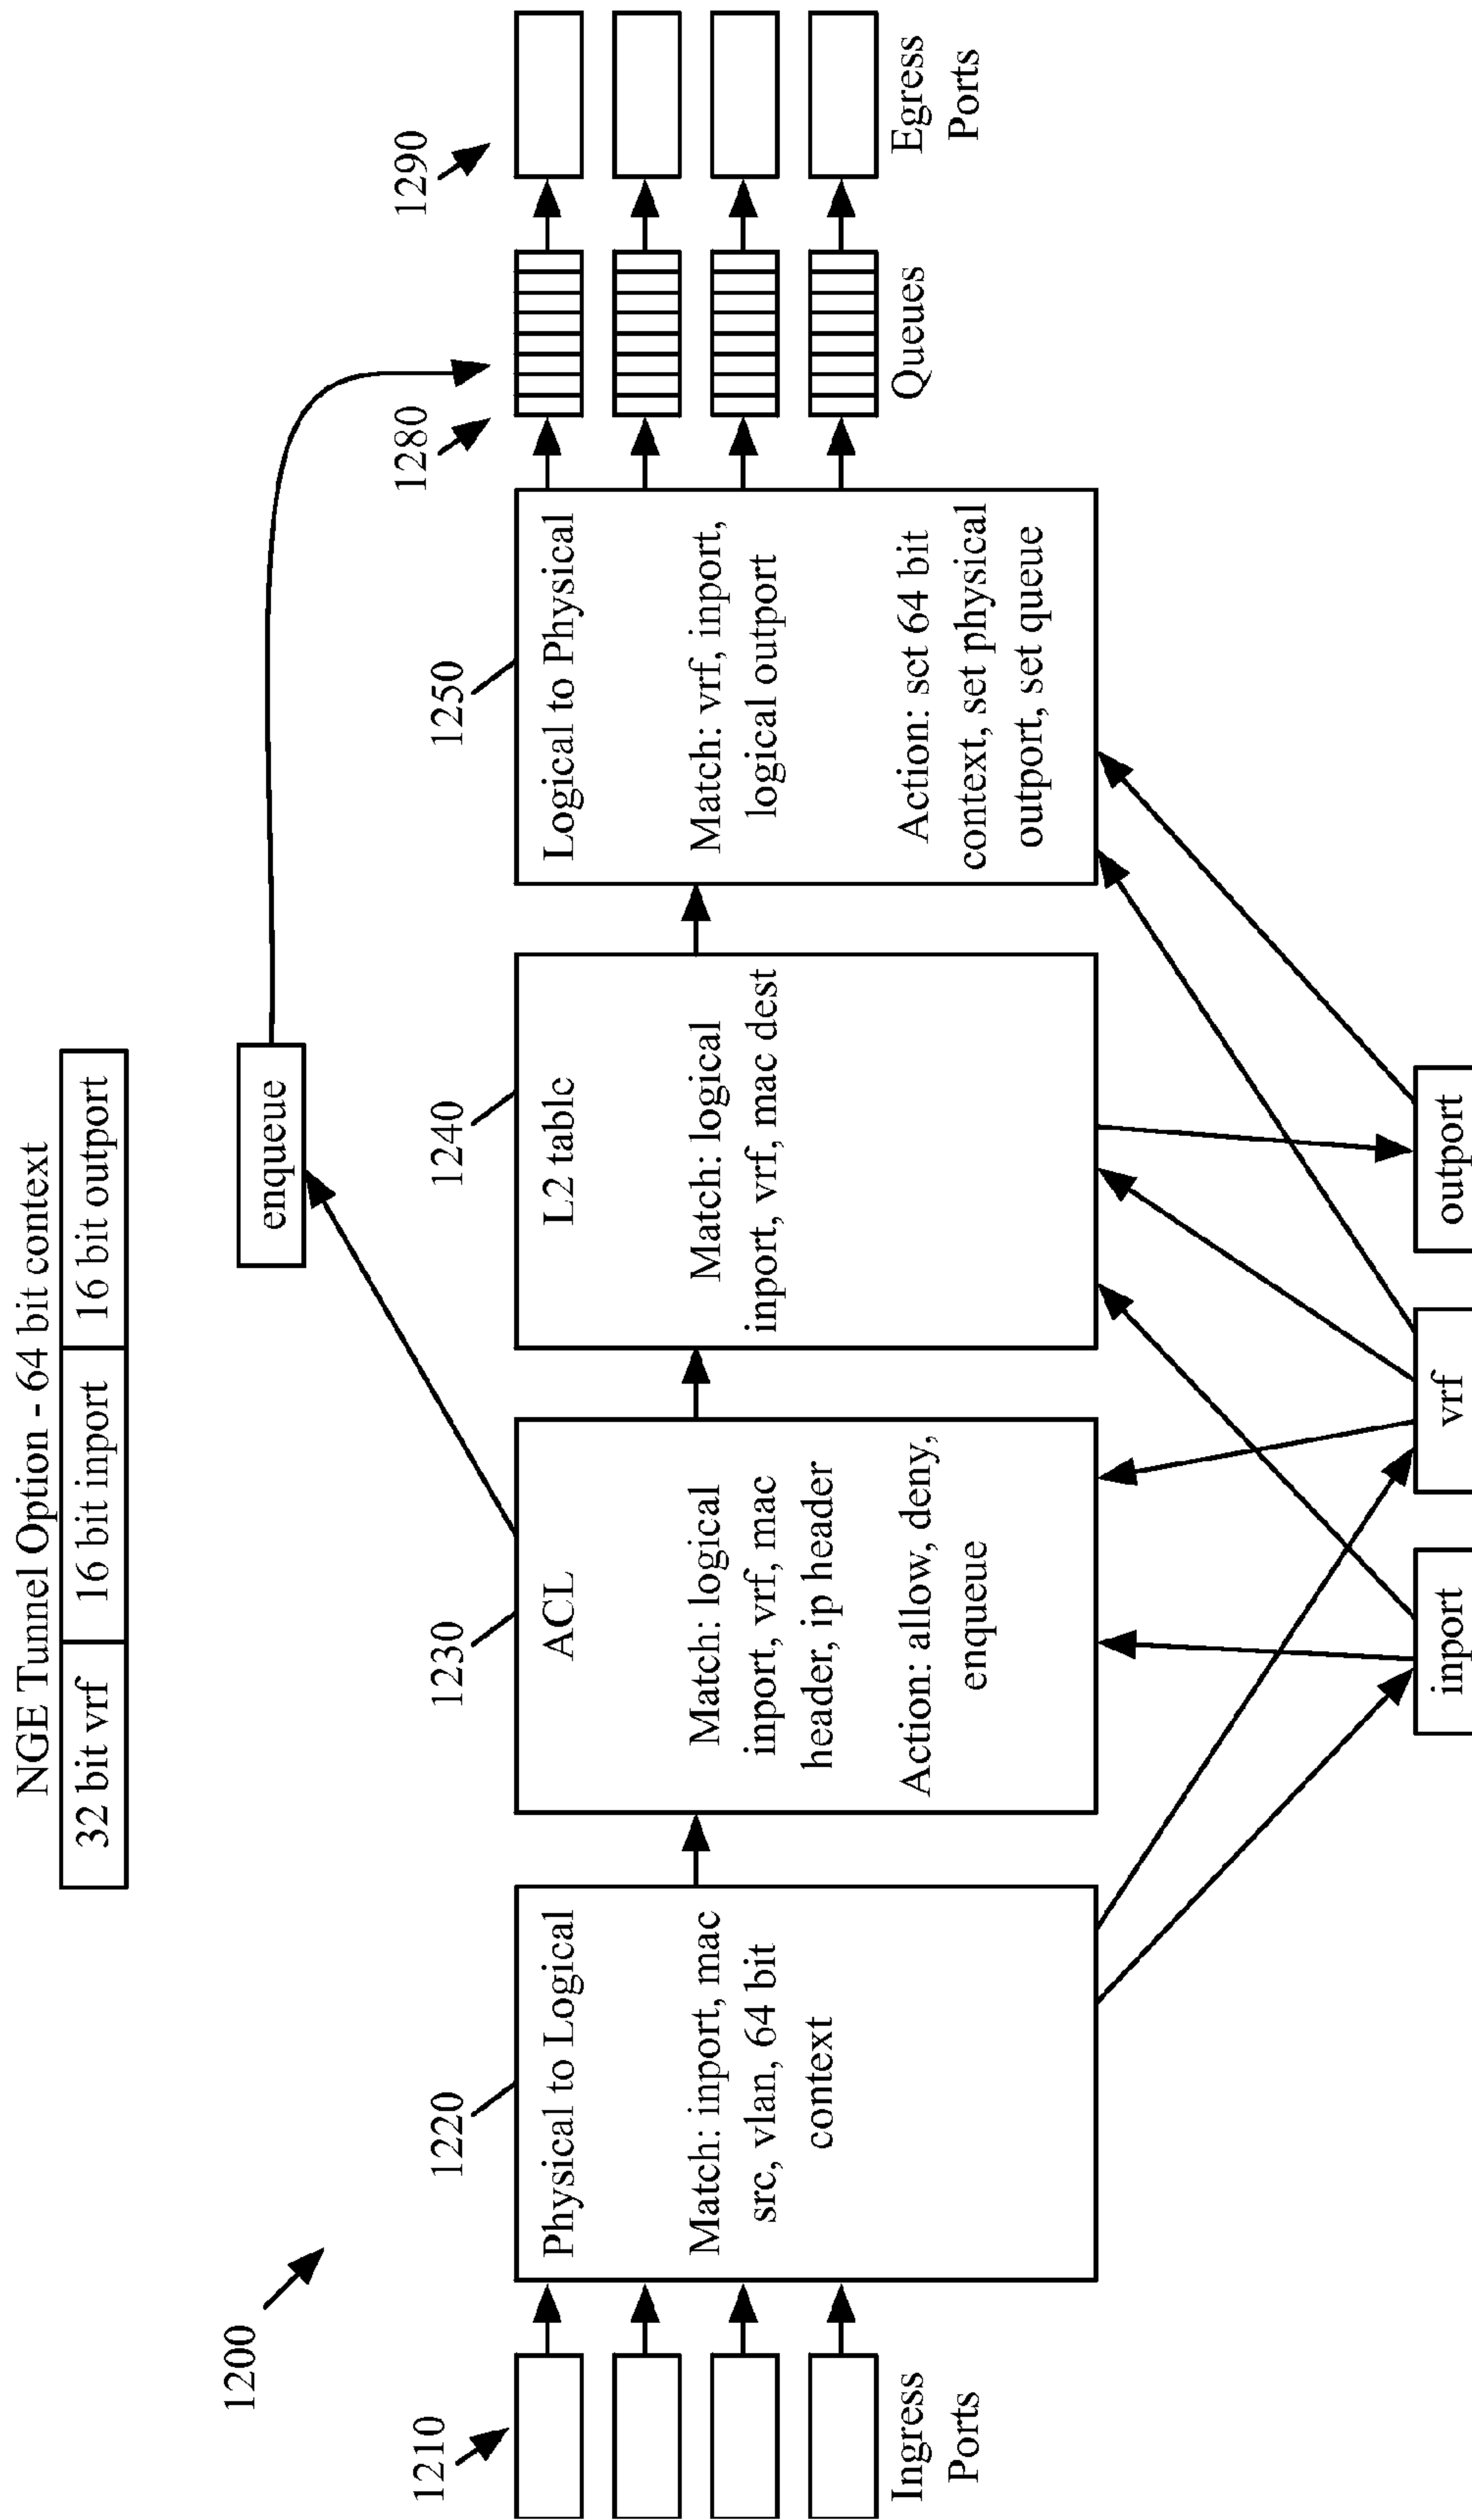 NGE Tunnel Option - 64 bit context
32 bit vrf
16 bit inport
16 bit outport
1200
enqueue
1210
1220
1230
1240
1250
1280
1290
Ingress
Ports
Physical to Logical
Match: inport, mac
src, vlan, 64 bit
context
ACL
Match: logical
inport, vrf, mac
header, ip header
Action: allow, deny,
enqueue
L2 table
Match: logical
inport, vrf, mac dest
Logical to Physical
Match: vrf, inport,
logical outport
Action: set 64 bit
context, set physical
outport, set queue
Queues
Egress
Ports
inport
vrf
outport